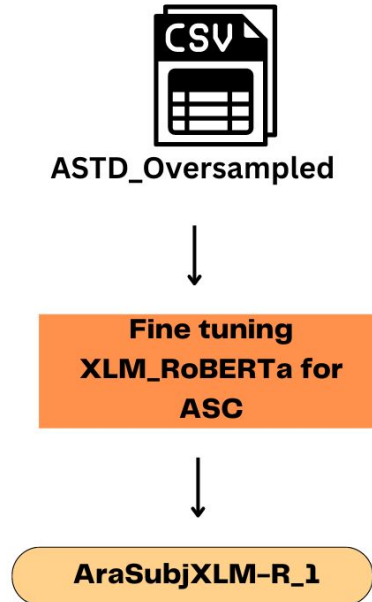 CSV
ASTD_Oversampled
Fine tuning
XLM_RoBERTa for
ASC
AraSubjXLM-R_1